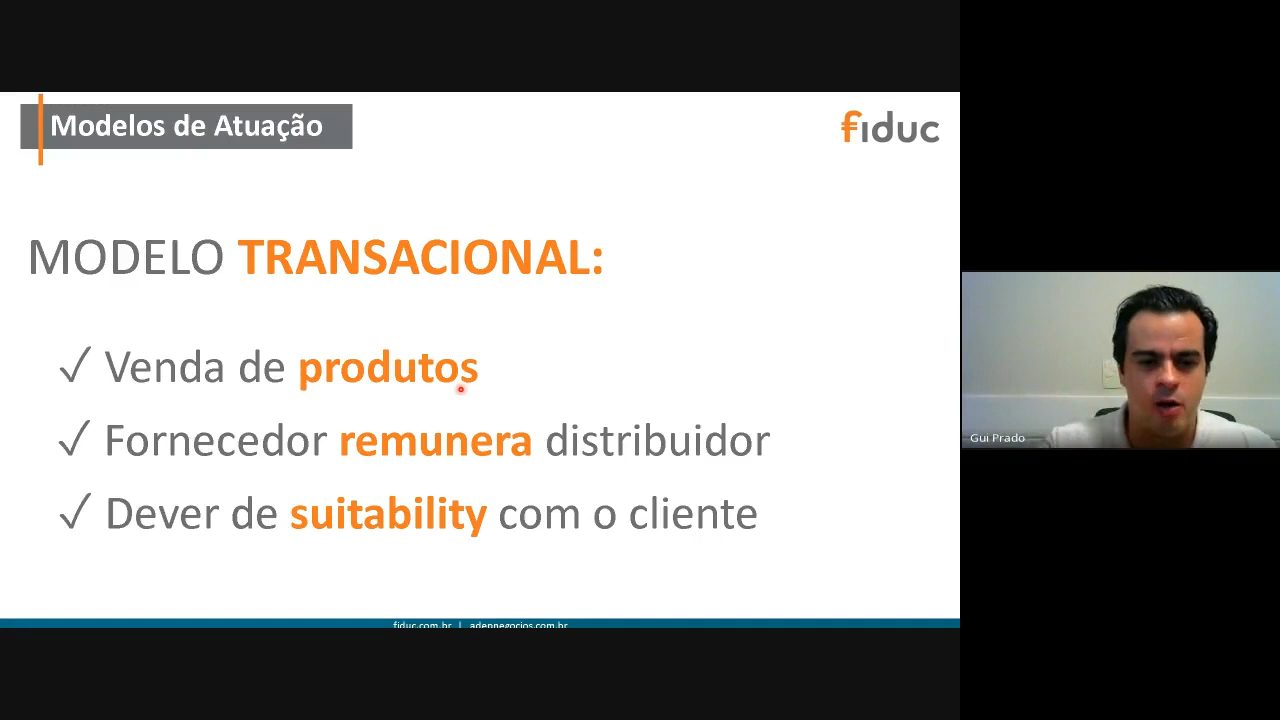 Modelos de Atuação
fiduc
MODELO TRANSACIONAL:
✓ Venda de produtos
✓ Fornecedor remunera distribuidor
✓ Dever de suitability com o cliente
fiduc.com.br | adennegocios.com.br
Gui Prado